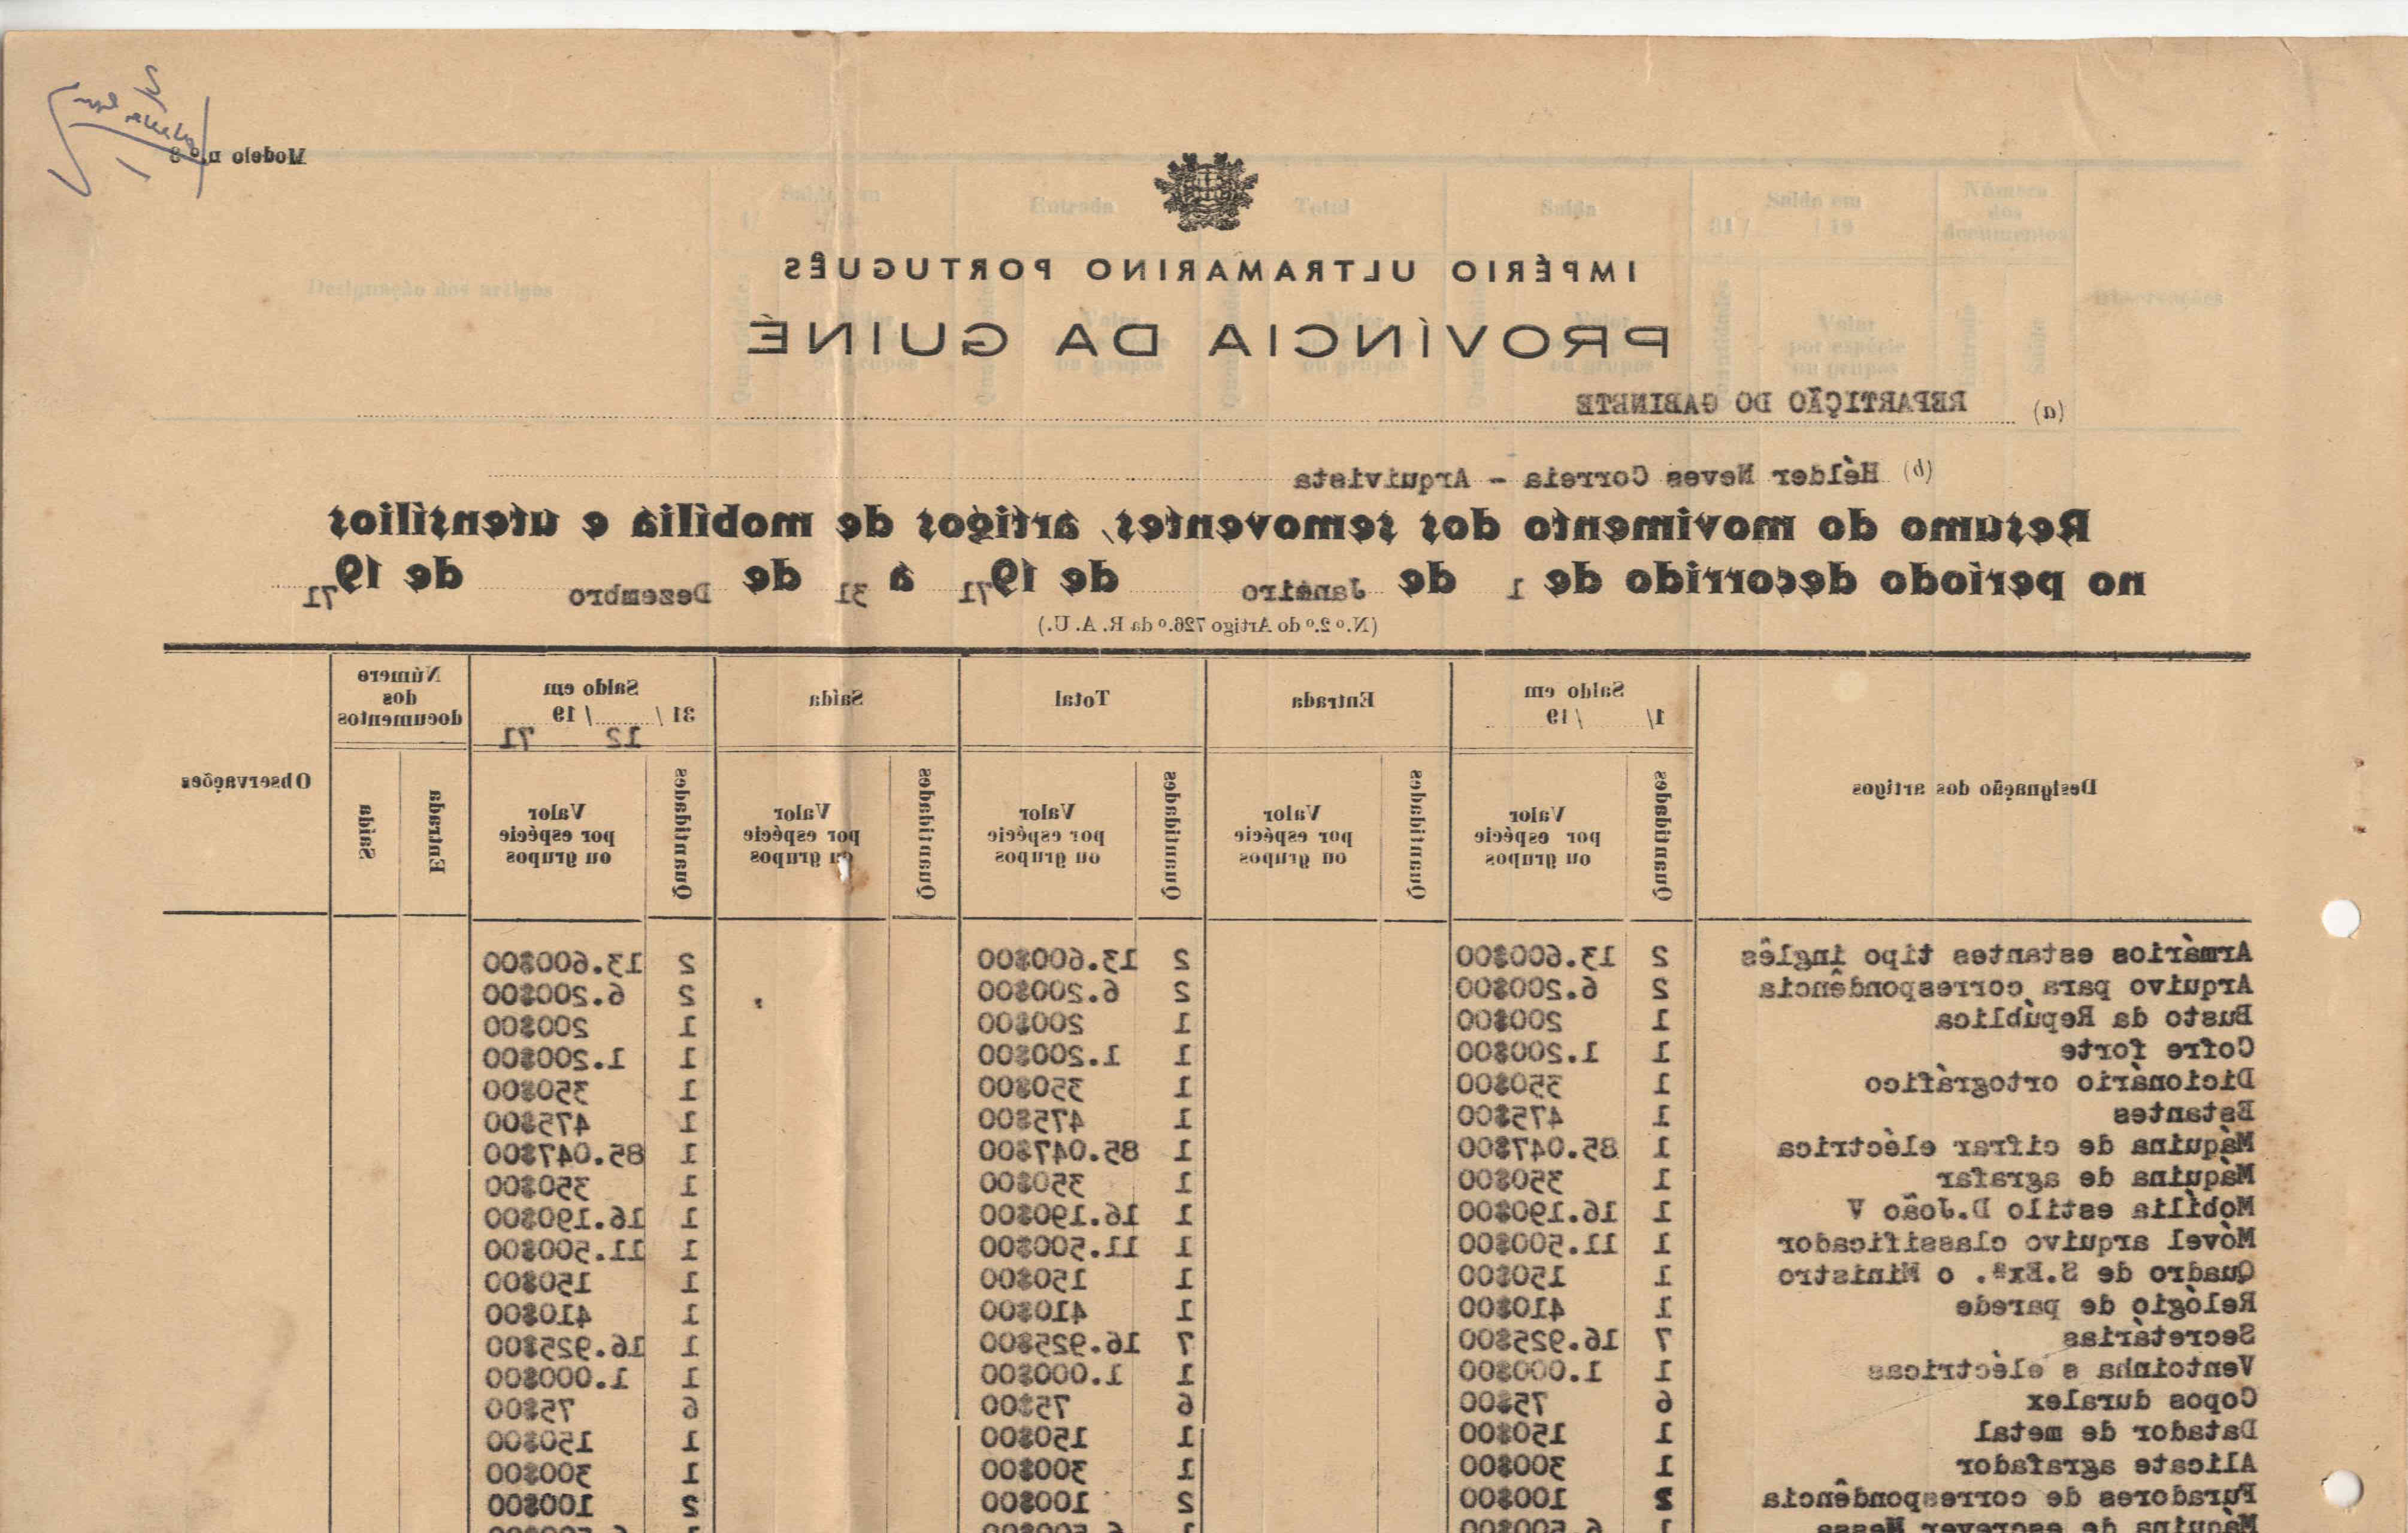 Modelo n.º 8
IMPÉRIO ULTRAMARINO PORTUGUÊS
PROVÍNCIA DA GUINÉ
(a) REPARTIÇÃO DO GABINETE
(b) Hélder Neves Correia - Arquivista
Resumo do movimento dos semoventes, artigos de mobília e utensílios
no período decorrido de 1 de Janeiro de 1971 a 31 de Dezembro de 1971
(N.º 2.º do Artigo 726.º da R. A. U.)
Designação dos artigos
Saldo em 1/ /19
Entrada
Total
Saída
Saldo em 31/ 12 /19 71
Número dos documentos
Observações
Quantidades Valor por espécie ou grupos
Quantidades Valor por espécie ou grupos
Quantidades Valor por espécie ou grupos
Quantidades Valor por espécie ou grupos
Quantidades Valor por espécie ou grupos
Entrada Saída
Armários estantes tipo inglês 2 13.600$00 2 13.600$00 2 13.600$00
Arquivo para correspondência 2 6.200$00 2 6.200$00 2 6.200$00
Busto da República 1 200$00 1 200$00 1 200$00
Cofre forte 1 1.200$00 1 1.200$00 1 1.200$00
Dicionário ortográfico 1 350$00 1 350$00 1 350$00
Estantes 1 475$00 1 475$00 1 475$00
Máquina de cifrar eléctrica 1 85.047$00 1 85.047$00 1 85.047$00
Máquina de agrafar 1 350$00 1 350$00 1 350$00
Mobília estilo D.João V 1 16.190$00 1 16.190$00 1 16.190$00
Móvel arquivo classificador 1 11.500$00 1 11.500$00 1 11.500$00
Quadro de S.Exª. o Ministro 1 150$00 1 150$00 1 150$00
Relógio de parede 1 410$00 1 410$00 1 410$00
Secretárias 7 16.925$00 7 16.925$00 1 16.925$00
Ventoinha s eléctricas 1 1.000$00 1 1.000$00 1 1.000$00
Copos duralex 6 75$00 6 75$00 6 75$00
Datador de metal 1 150$00 1 150$00 1 150$00
Alicate agrafador 1 300$00 1 300$00 1 300$00
Furadores de correspondência 2 100$00 2 100$00 2 100$00
Máquina de escrever Messa 1 6.500$00